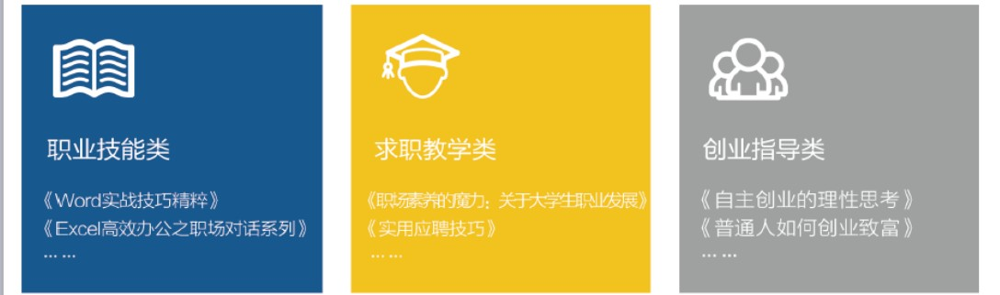 职业技能类
《Word实战技巧精粹》
《Excel高效办公之职场对话系列》
... ...
求职教学类
《职场素养的魔力：关于大学生职业发展》
《实用应聘技巧》
... ...
创业指导类
《自主创业的理性思考》
《普通人如何创业致富》
... ...